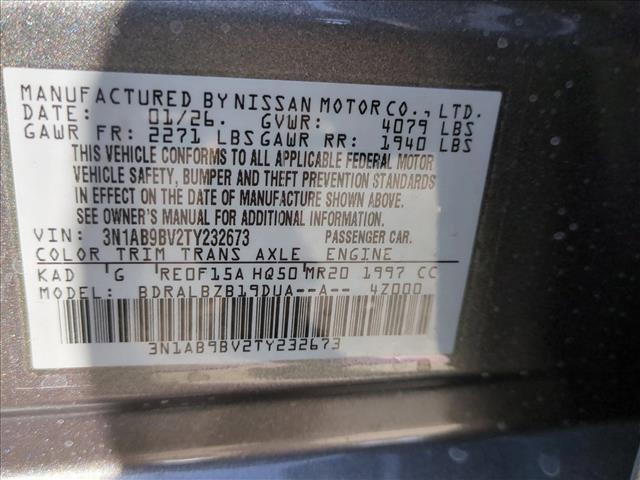 MANUFACTURED BY NISSAN MOTOR CO., LTD.
DATE: 01/26. GVWR: 4079 LBS
GAWR FR: 2271 LBS GAWR RR: 1940 LBS
THIS VEHICLE CONFORMS TO ALL APPLICABLE FEDERAL MOTOR
VEHICLE SAFETY, BUMPER AND THEFT PREVENTION STANDARDS
IN EFFECT ON THE DATE OF MANUFACTURE SHOWN ABOVE.
SEE OWNER'S MANUAL FOR ADDITIONAL INFORMATION.
VIN: 3N1AB9BV2TY232673 PASSENGER CAR.
COLOR TRIM TRANS AXLE ENGINE
KAD G RE0F15A HQ50 MR20 1997 CC
MODEL: BDRALBZB19DUA--A-- 4Z000
3N1AB9BV2TY232673